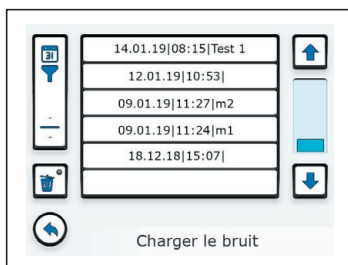 31
14.01.19|08:15|Test 1
12.01.19|10:53|
09.01.19|11:27|m2
09.01.19|11:24|m1
18.12.18|15:07|
-
-
Charger le bruit